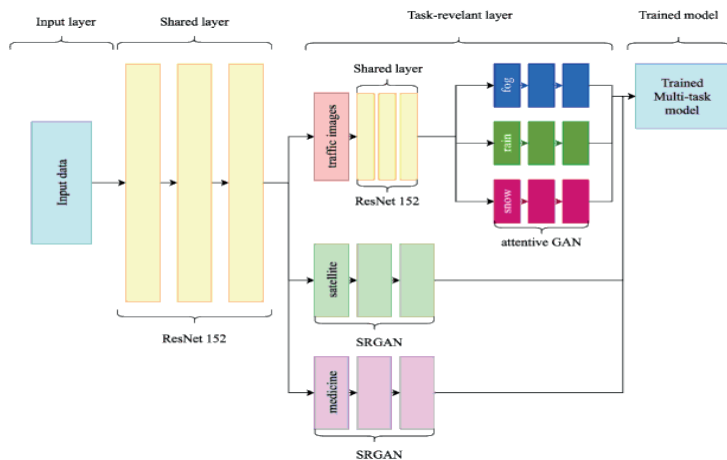 Input layer
Shared layer
Task-revelant layer
Trained model
Input data
ResNet 152
traffic images
Shared layer
ResNet 152
fog
rain
snow
attentive GAN
satellite
SRGAN
medicine
SRGAN
Trained
Multi-task
model